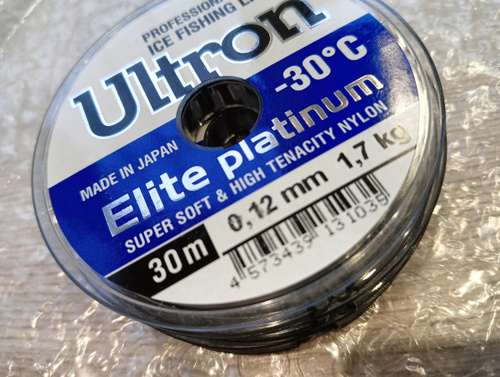 PROFESSIONAL
ICE FISHING
Ultron
-30°C
MADE IN JAPAN
Elite platinum
SUPER SOFT & HIGH TENACITY NYLON
30m
0,12 mm 1,7 kg
4 573439 131035